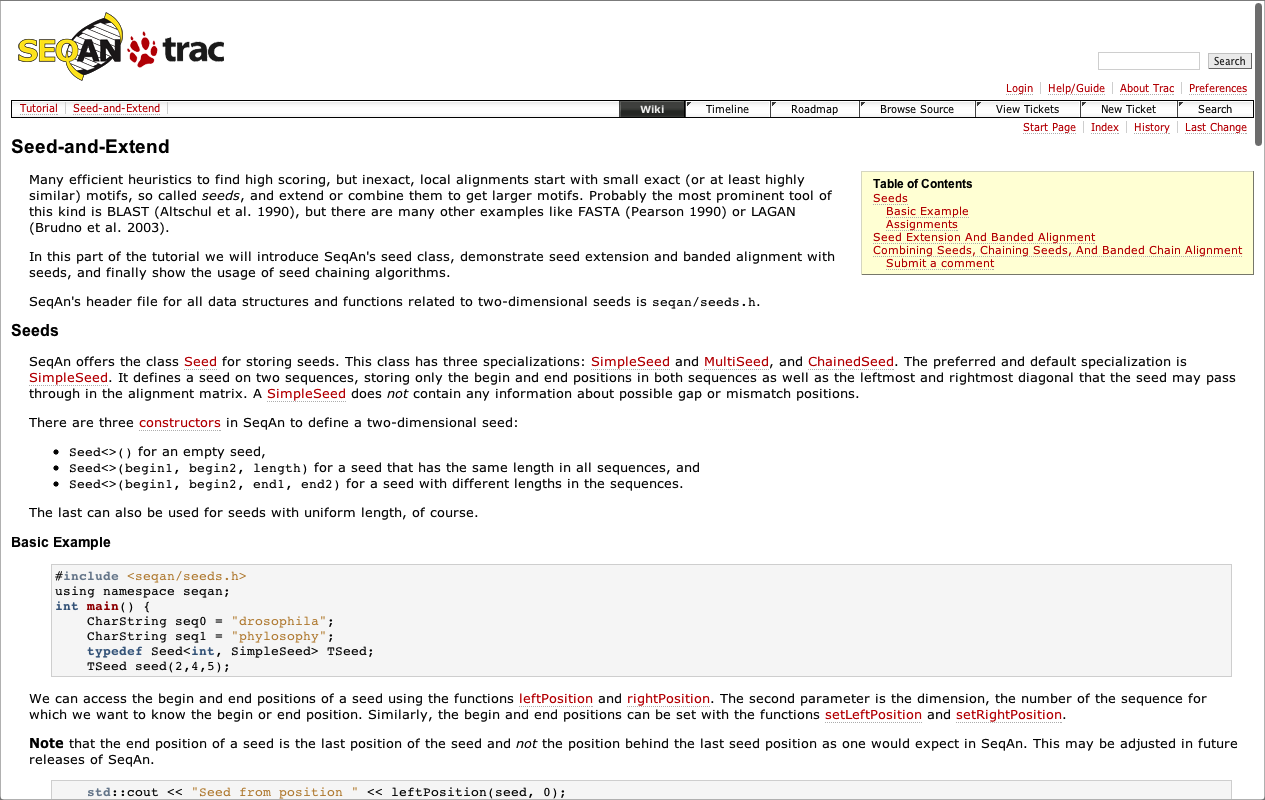 SEQAN trac
Search
Login Help/Guide About Trac Preferences
Tutorial Seed-and-Extend Wiki Timeline Roadmap Browse Source View Tickets New Ticket Search
Start Page Index History Last Change
Seed-and-Extend
Many efficient heuristics to find high scoring, but inexact, local alignments start with small exact (or at least highly
similar) motifs, so called seeds, and extend or combine them to get larger motifs. Probably the most prominent tool of
this kind is BLAST (Altschul et al. 1990), but there are many other examples like FASTA (Pearson 1990) or LAGAN
(Brudno et al. 2003).
In this part of the tutorial we will introduce SeqAn's seed class, demonstrate seed extension and banded alignment with
seeds, and finally show the usage of seed chaining algorithms.
SeqAn's header file for all data structures and functions related to two-dimensional seeds is seqan/seeds.h.
Table of Contents
Seeds
Basic Example
Assignments
Seed Extension And Banded Alignment
Combining Seeds, Chaining Seeds, And Banded Chain Alignment
Submit a comment
Seeds
SeqAn offers the class Seed for storing seeds. This class has three specializations: SimpleSeed and MultiSeed, and ChainedSeed. The preferred and default specialization is
SimpleSeed. It defines a seed on two sequences, storing only the begin and end positions in both sequences as well as the leftmost and rightmost diagonal that the seed may pass
through in the alignment matrix. A SimpleSeed does not contain any information about possible gap or mismatch positions.
There are three constructors in SeqAn to define a two-dimensional seed:
• Seed<>() for an empty seed,
• Seed<>(begin1, begin2, length) for a seed that has the same length in all sequences, and
• Seed<>(begin1, begin2, end1, end2) for a seed with different lengths in the sequences.
The last can also be used for seeds with uniform length, of course.
Basic Example
#include <seqan/seeds.h>
using namespace seqan;
int main() {
    CharString seq0 = "drosophila";
    CharString seq1 = "phylosophy";
    typedef Seed<int, SimpleSeed> TSeed;
    TSeed seed(2,4,5);
We can access the begin and end positions of a seed using the functions leftPosition and rightPosition. The second parameter is the dimension, the number of the sequence for
which we want to know the begin or end position. Similarly, the begin and end positions can be set with the functions setLeftPosition and setRightPosition.
Note that the end position of a seed is the last position of the seed and not the position behind the last seed position as one would expect in SeqAn. This may be adjusted in future
releases of SeqAn.
    std::cout << "Seed from position " << leftPosition(seed, 0);